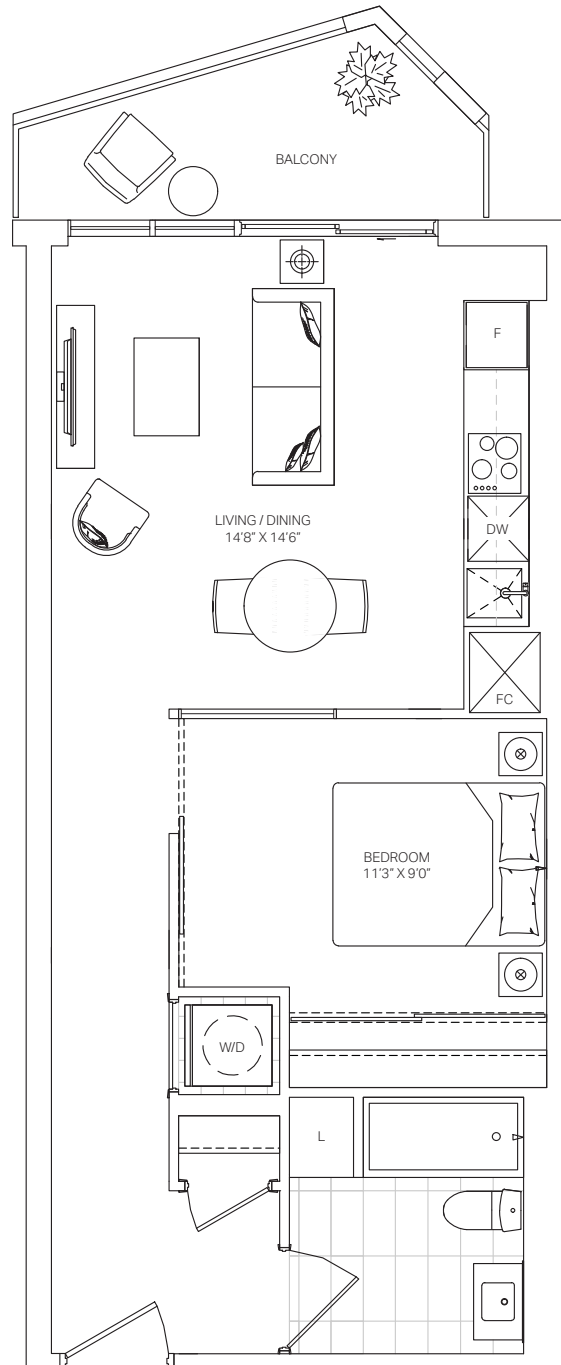 BALCONY
F
LIVING / DINING
14'8" X 14'6"
DW
FC
BEDROOM
11'3" X 9'0"
W/D
L